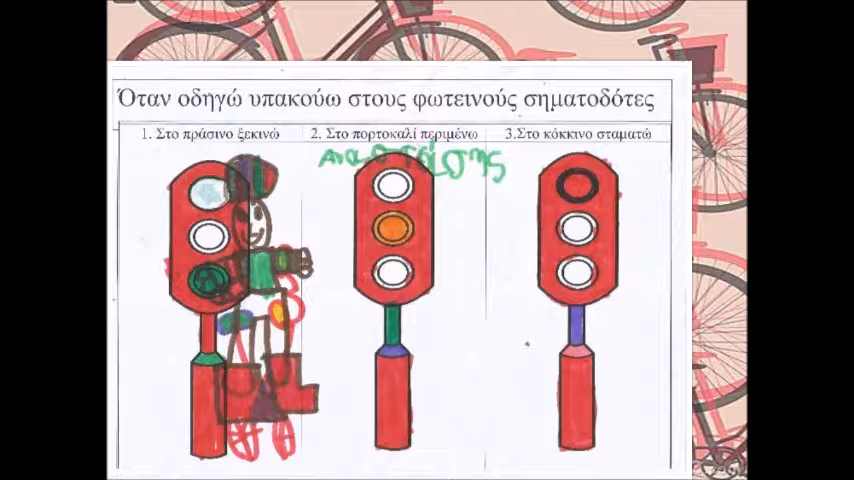 Όταν οδηγώ υπακούω στους φωτεινούς σηματοδότες
1. Στο πράσινο ξεκινώ
2. Στο πορτοκαλί περιμένω
3.Στο κόκκινο σταματώ